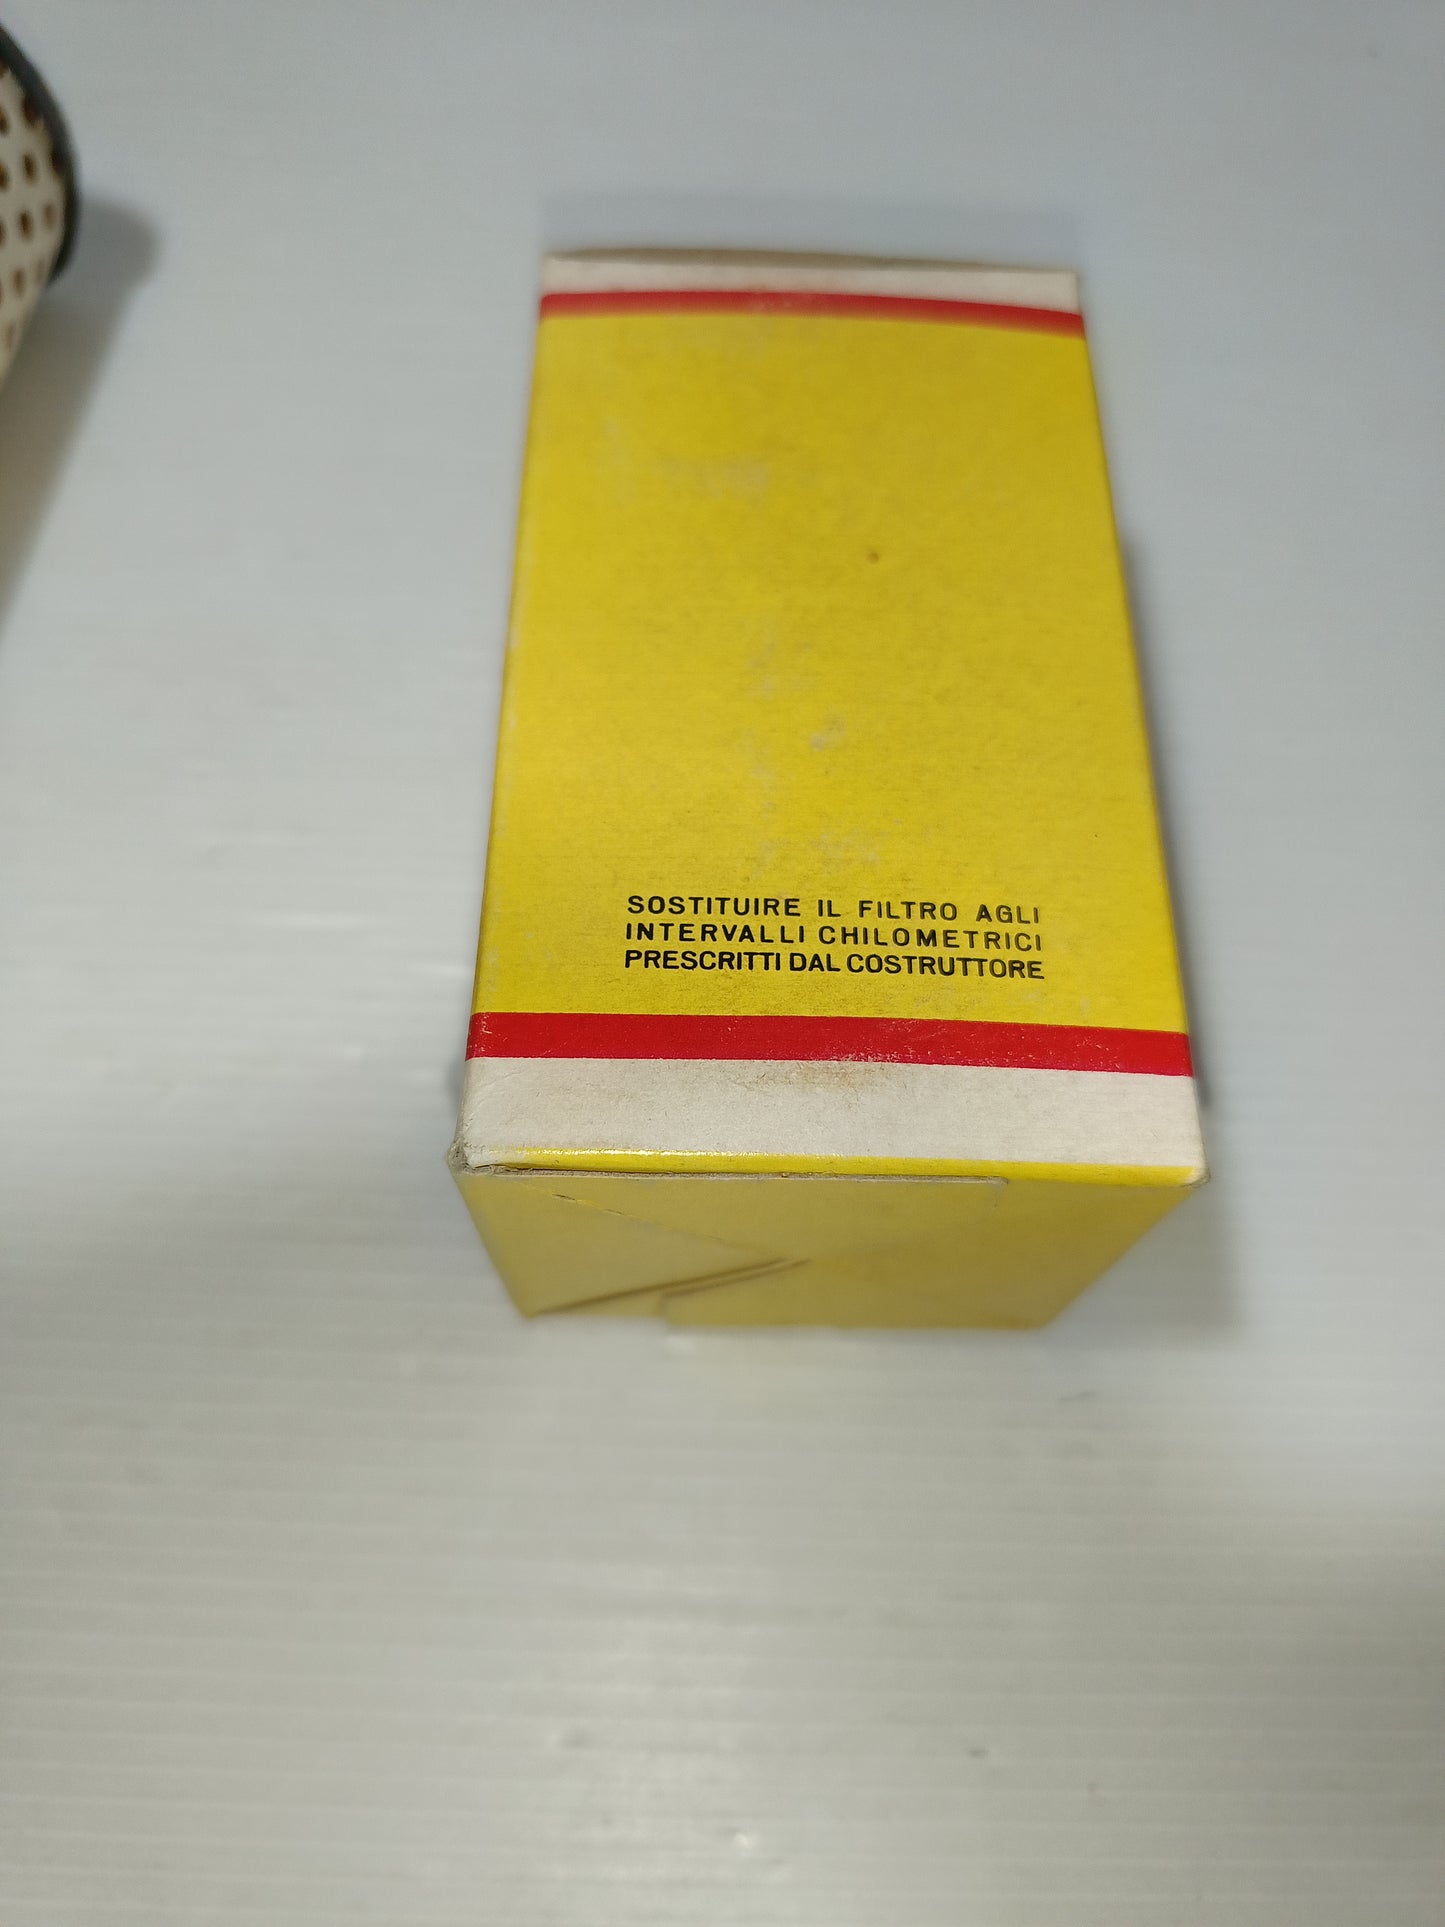 SOSTITUIRE IL FILTRO AGLI
INTERVALLI CHILOMETRICI
PRESCRITTI DAL COSTRUTTORE